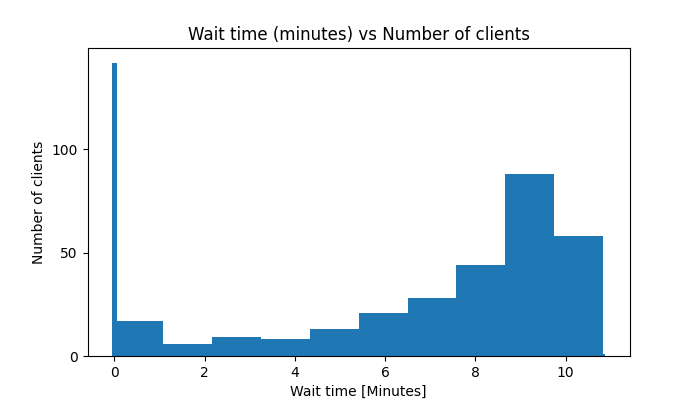 Wait time (minutes) vs Number of clients
Number of clients
100
50
0
0 2 4 6 8 10
Wait time [Minutes]